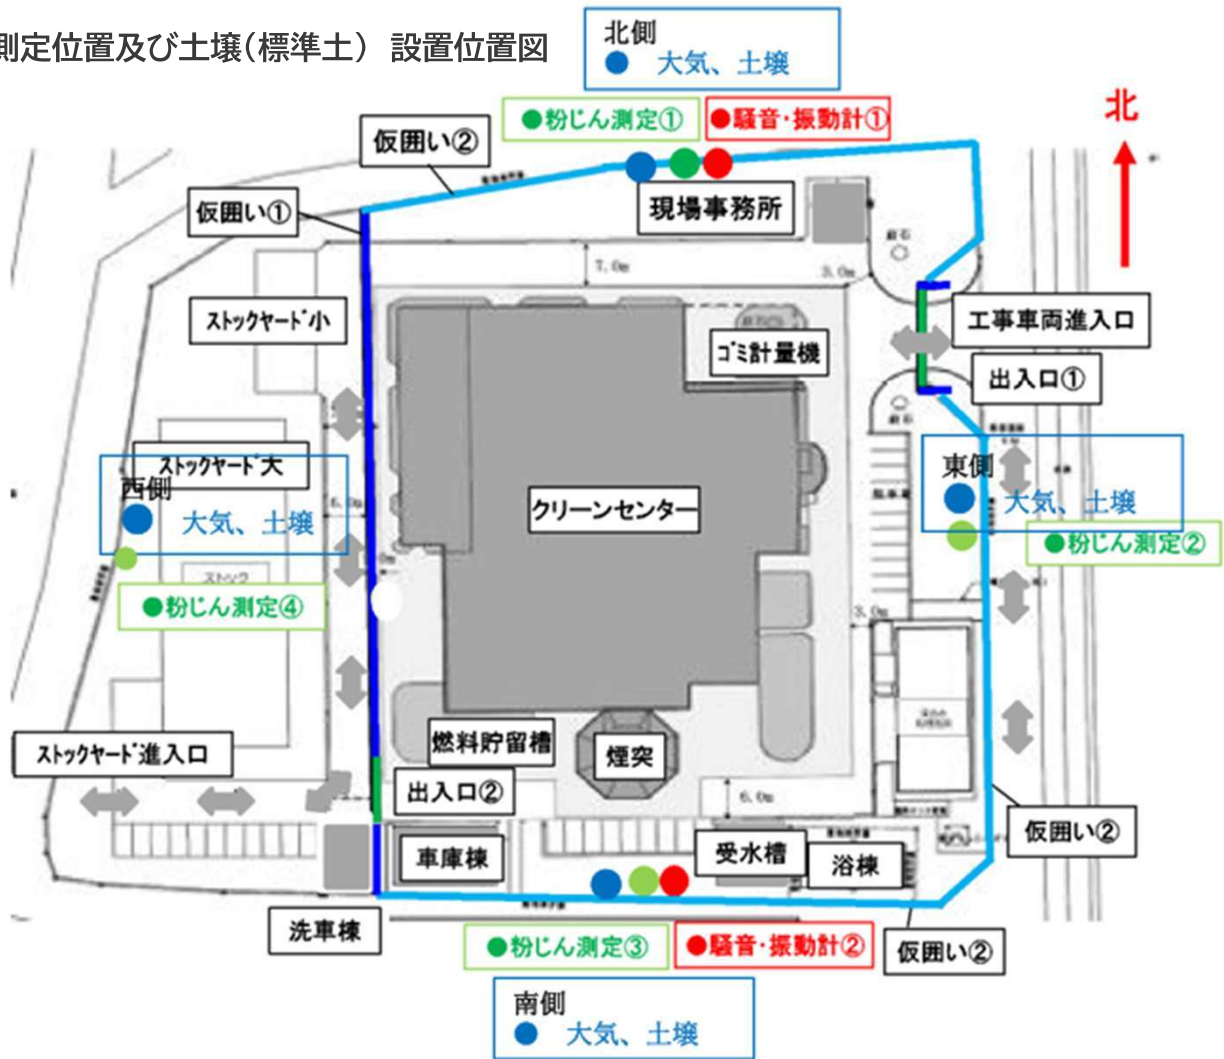 測定位置及び土壌(標準土) 設置位置図
北側
● 大気、土壌
●粉じん測定①
●騒音・振動計①
北
仮囲い②
仮囲い①
現場事務所
7.0m
3.0m
ストックヤード小
工事車両進入口
ゴミ計量機
出入口①
ストックヤード大
西側
● 大気、土壌
東側
● 大気、土壌
クリーンセンター
●粉じん測定②
ストック
●粉じん測定④
3.0m
ストックヤード進入口
燃料貯留槽
煙突
出入口②
6.0m
仮囲い②
車庫棟
受水槽
浴棟
洗車棟
●粉じん測定③
●騒音・振動計②
仮囲い②
南側
● 大気、土壌